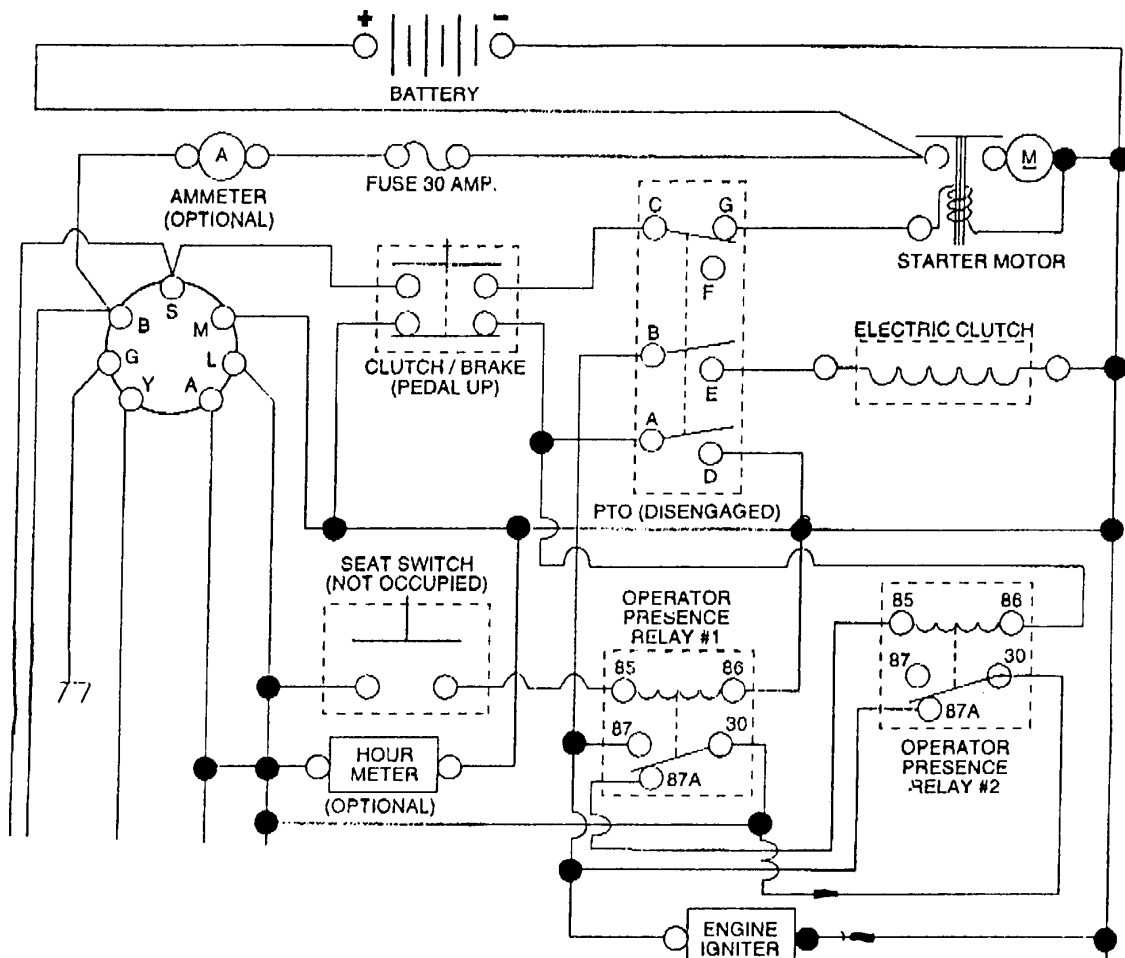 + -
BATTERY
A
AMMETER
(OPTIONAL)
FUSE 30 AMP.
M
STARTER MOTOR
C G
F
B
E
A
D
PTO (DISENGAGED)
S
B M
G L
Y A
CLUTCH / BRAKE
(PEDAL UP)
ELECTRIC CLUTCH
SEAT SWITCH
(NOT OCCUPIED)
OPERATOR
PRESENCE
RELAY #1
85 86
87 30
87A
85 86
87 30
87A
OPERATOR
PRESENCE
RELAY #2
HOUR
METER
(OPTIONAL)
ENGINE
IGNITER